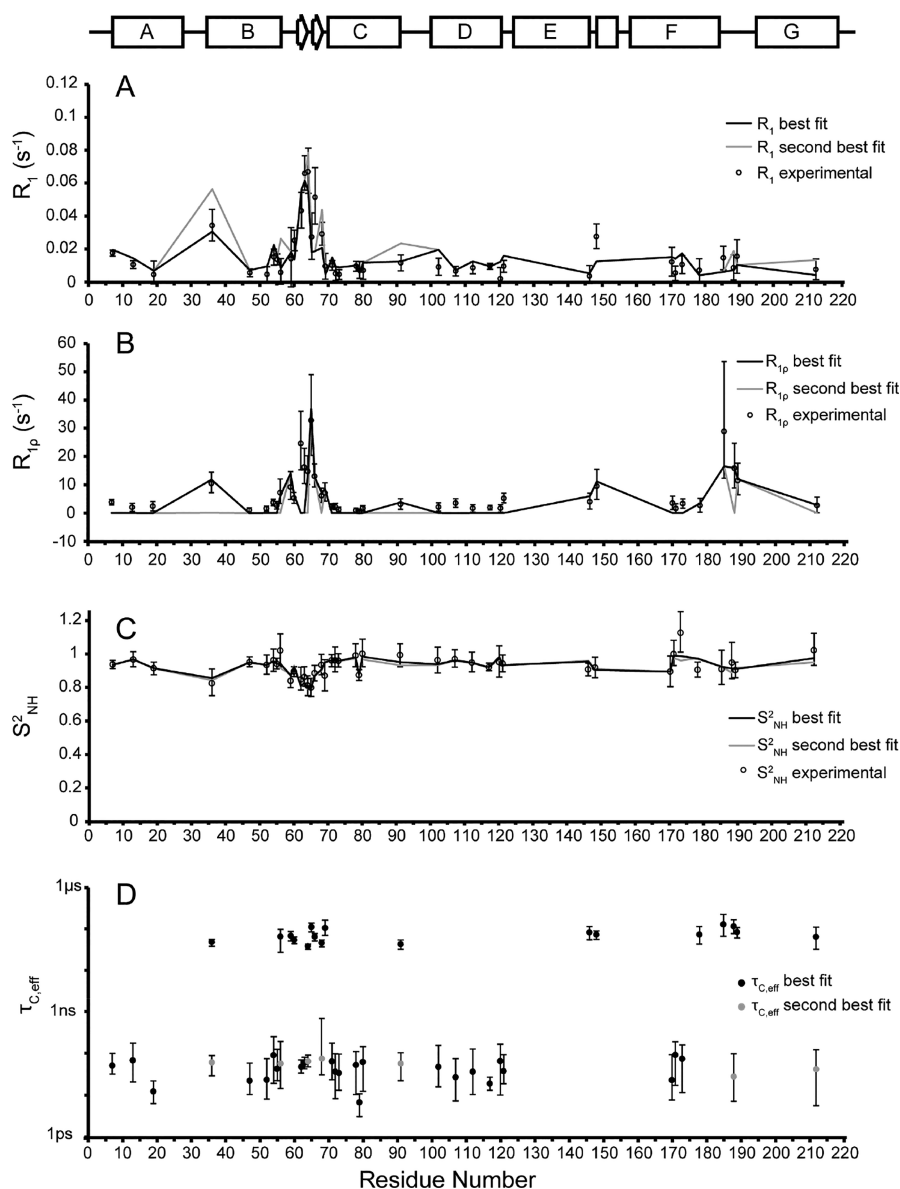 A B C D E F G
A
0.12
0.1
0.08
0.06
0.04
0.02
0
R₁ (s⁻¹)
R₁ best fit
R₁ second best fit
R₁ experimental
0 10 20 30 40 50 60 70 80 90 100 110 120 130 140 150 160 170 180 190 200 210 220
B
60
50
40
30
20
10
0
-10
R₁ρ (s⁻¹)
R₁ρ best fit
R₁ρ second best fit
R₁ρ experimental
0 10 20 30 40 50 60 70 80 90 100 110 120 130 140 150 160 170 180 190 200 210 220
C
1.2
1
0.8
0.6
0.4
0.2
0
S²NH
S²NH best fit
S²NH second best fit
S²NH experimental
0 10 20 30 40 50 60 70 80 90 100 110 120 130 140 150 160 170 180 190 200 210 220
D
1µs
1ns
1ps
τC,eff
τC,eff best fit
τC,eff second best fit
0 10 20 30 40 50 60 70 80 90 100 110 120 130 140 150 160 170 180 190 200 210 220
Residue Number